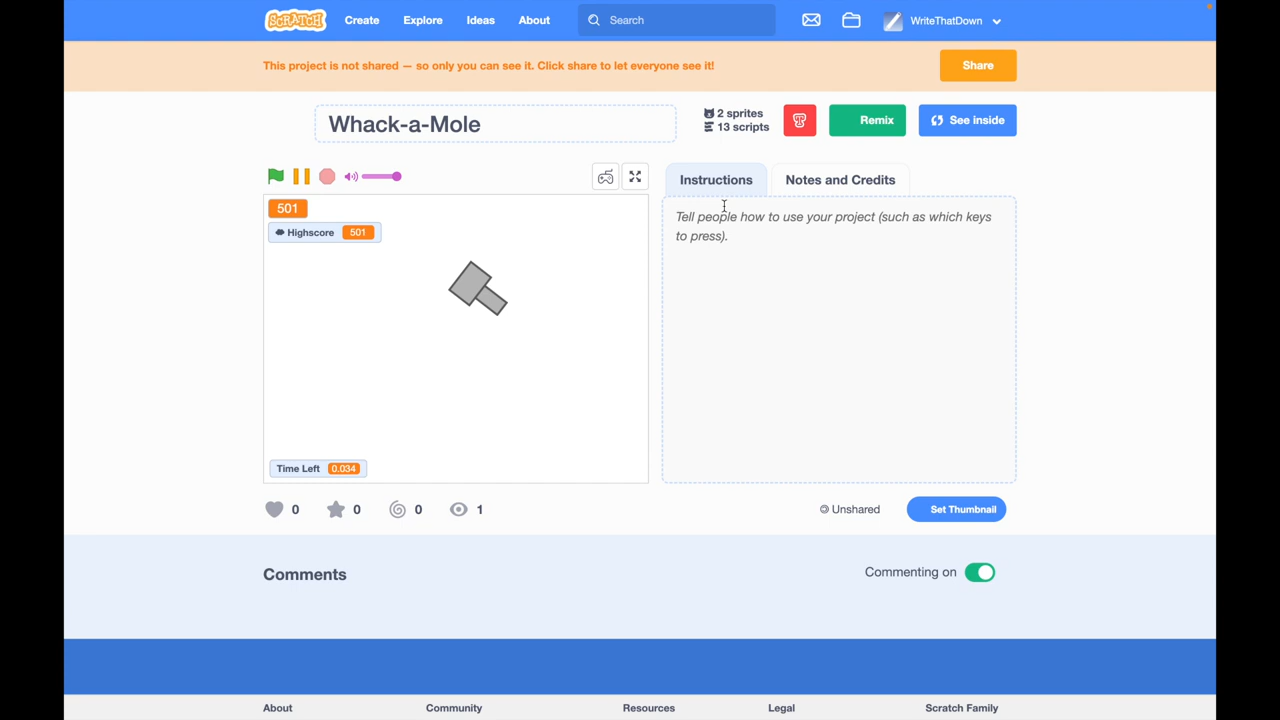 SCRATCH Create Explore Ideas About Search WriteThatDown
This project is not shared — so only you can see it. Click share to let everyone see it! Share
Whack-a-Mole
2 sprites
13 scripts
Remix
See inside
Instructions Notes and Credits
501
Highscore 501
Tell people how to use your project (such as which keys
to press).
Time Left 0.034
0 0 0 1
Unshared
Set Thumbnail
Comments
Commenting on
About Community Resources Legal Scratch Family